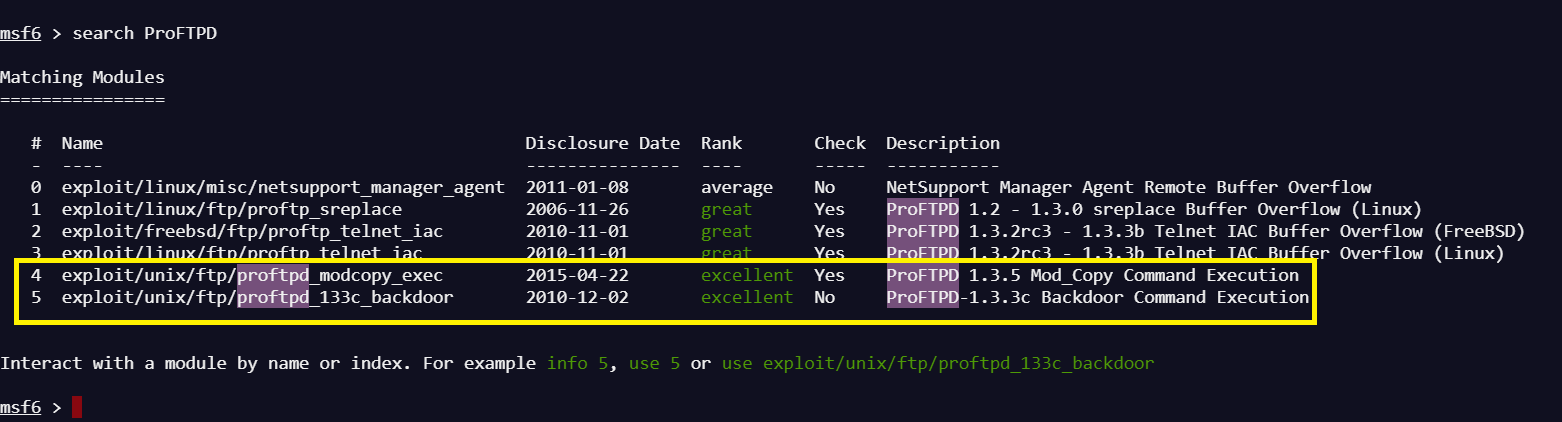 msf6 > search ProFTPD
Matching Modules
================
# Name Disclosure Date Rank Check Description
- ---- --------------- ---- ----- -----------
0 exploit/linux/misc/netsupport_manager_agent 2011-01-08 average No NetSupport Manager Agent Remote Buffer Overflow
1 exploit/linux/ftp/proftp_sreplace 2006-11-26 great Yes ProFTPD 1.2 - 1.3.0 sreplace Buffer Overflow (Linux)
2 exploit/freebsd/ftp/proftp_telnet_iac 2010-11-01 great Yes ProFTPD 1.3.2rc3 - 1.3.3b Telnet IAC Buffer Overflow (FreeBSD)
3 exploit/linux/ftp/proftp_telnet_iac 2010-11-01 great Yes ProFTPD 1.3.2rc3 - 1.3.3b Telnet IAC Buffer Overflow (Linux)
4 exploit/unix/ftp/proftpd_modcopy_exec 2015-04-22 excellent Yes ProFTPD 1.3.5 Mod_Copy Command Execution
5 exploit/unix/ftp/proftpd_133c_backdoor 2010-12-02 excellent No ProFTPD-1.3.3c Backdoor Command Execution
Interact with a module by name or index. For example info 5, use 5 or use exploit/unix/ftp/proftpd_133c_backdoor
msf6 >